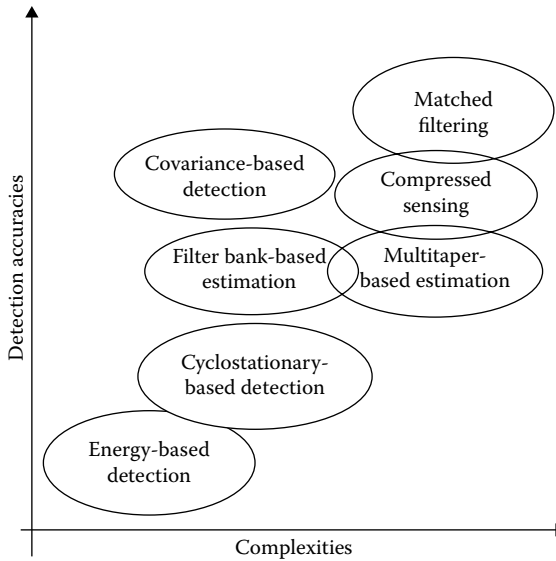 Matched
filtering
Covariance-based
detection
Compressed
sensing
Filter bank-based
estimation
Multitaper-
based estimation
Cyclostationary-
based detection
Energy-based
detection
Detection accuracies
Complexities